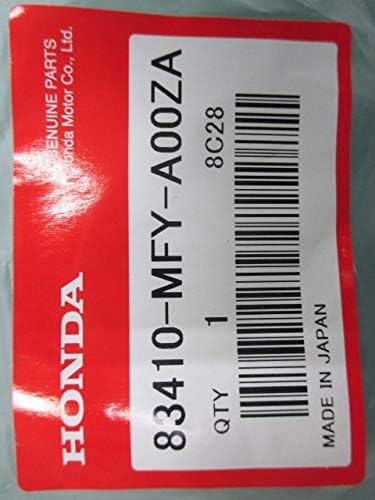 GENUINE PARTS
Honda Motor Co., Ltd.
HONDA
83410-MFY-A00ZA
QTY 1 8C28
MADE IN JAPAN